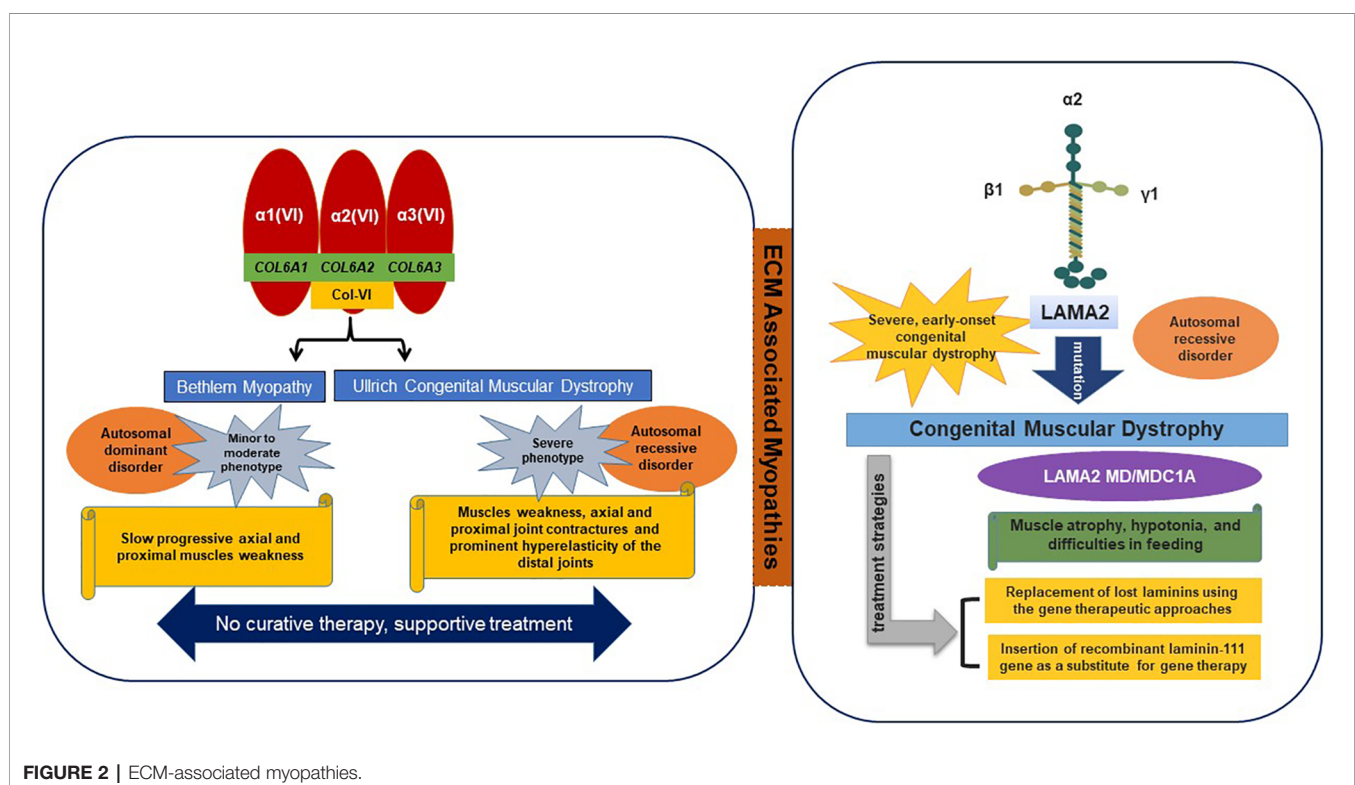 α1(VI)
α2(VI)
α3(VI)
COL6A1
COL6A2
COL6A3
Col-VI
Bethlem Myopathy
Ullrich Congenital Muscular Dystrophy
Autosomal
dominant
disorder
Minor to
moderate
phenotype
Severe
phenotype
Autosomal
recessive
disorder
Slow progressive axial and
proximal muscles weakness
Muscles weakness, axial and
proximal joint contractures and
prominent hyperelasticity of the
distal joints
No curative therapy, supportive treatment
ECM Associated Myopathies
α2
β1
γ1
LAMA2
Severe, early-onset
congenital
muscular dystrophy
mutation
Autosomal
recessive
disorder
Congenital Muscular Dystrophy
LAMA2 MD/MDC1A
Muscle atrophy, hypotonia, and
difficulties in feeding
treatment strategies
Replacement of lost laminins using
the gene therapeutic approaches
Insertion of recombinant laminin-111
gene as a substitute for gene therapy
FIGURE 2 | ECM-associated myopathies.